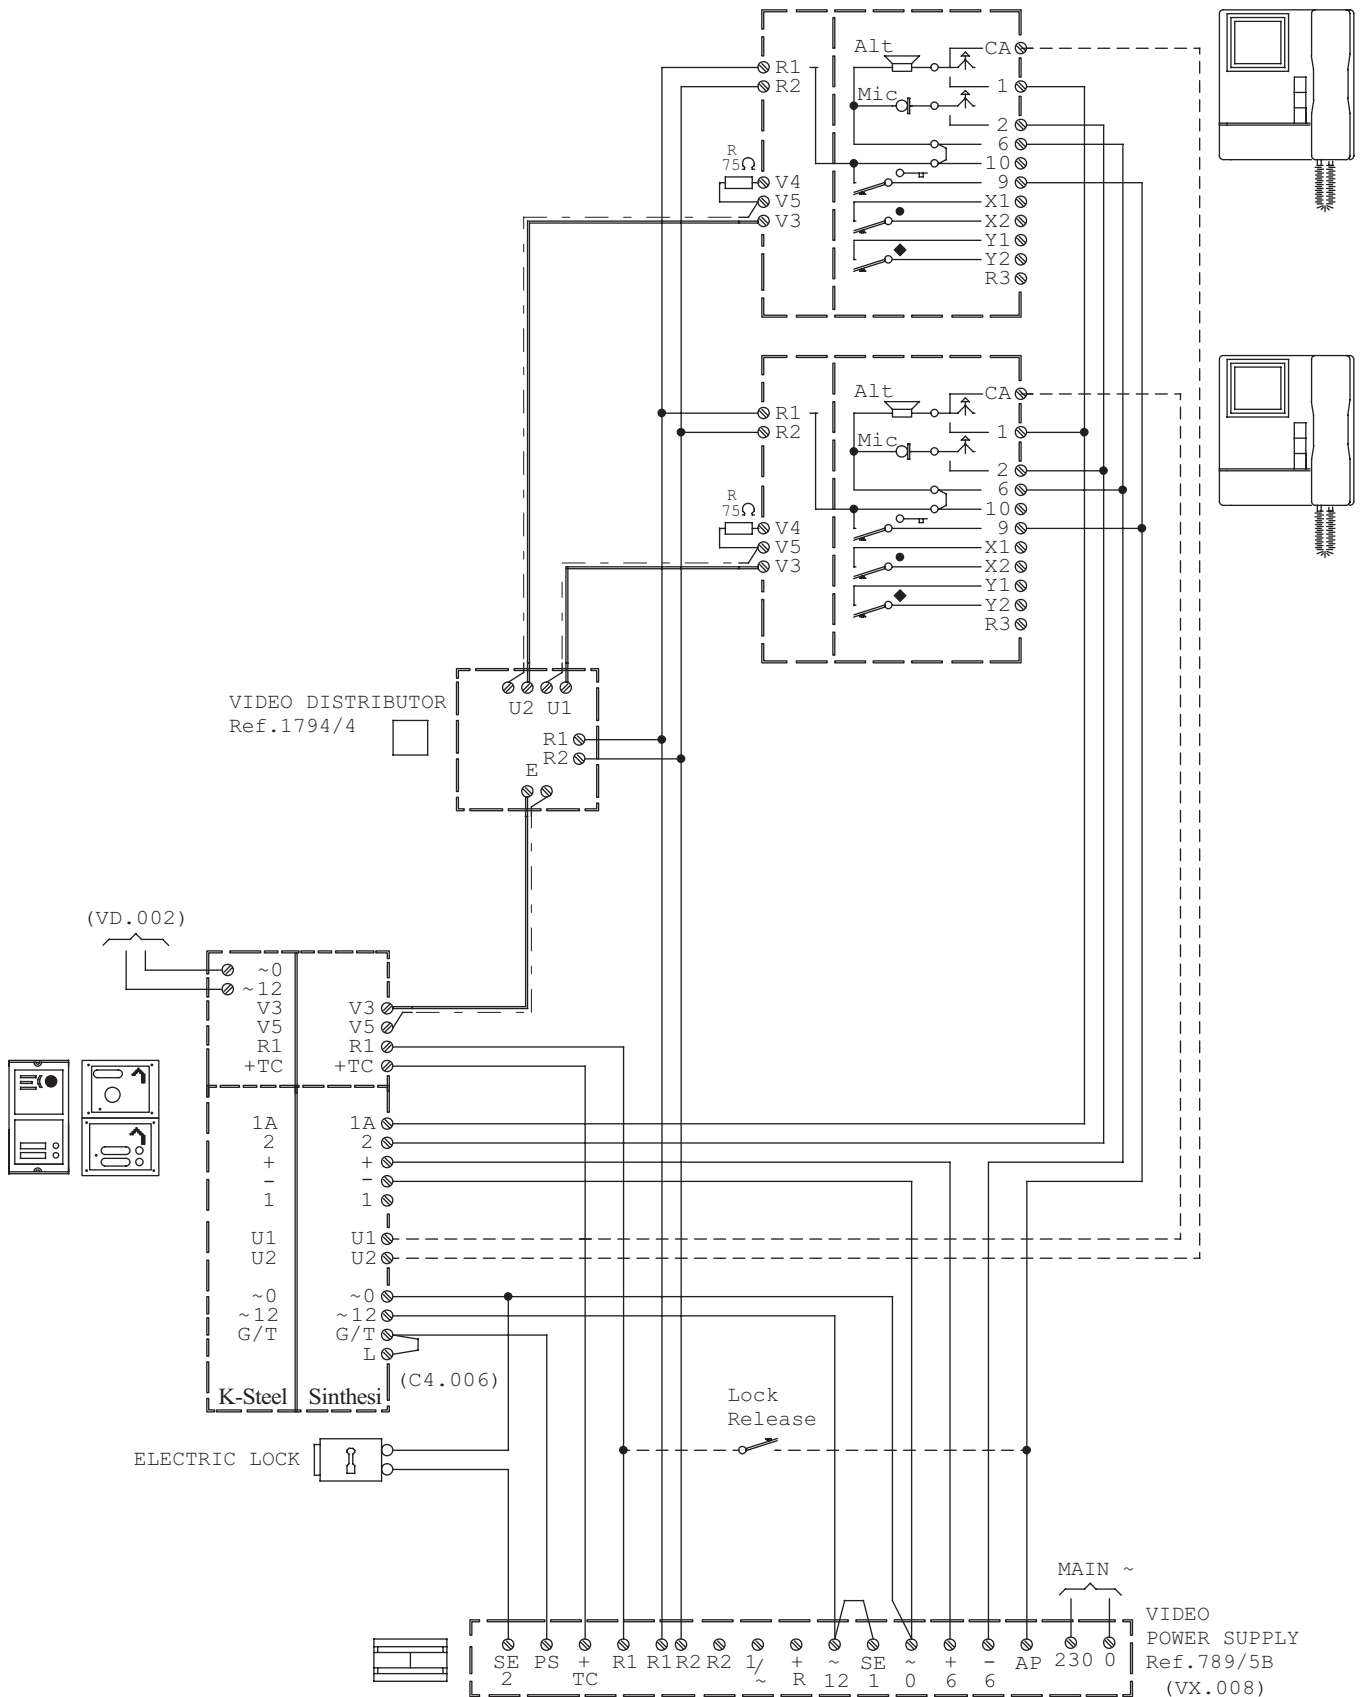 Alt
CA
R1
1
R2
Mic
2
6
R
75Ω
10
V4
9
V5
X1
V3
X2
Y1
Y2
R3
Alt
CA
R1
1
R2
Mic
2
6
R
75Ω
10
V4
9
V5
X1
V3
X2
Y1
Y2
R3
VIDEO DISTRIBUTOR
Ref.1794/4
U2 U1
R1
R2
E
(VD.002)
~0
~12
V3 V3
V5 V5
R1 R1
+TC +TC
1A 1A
2 2
+ +
- -
1 1
U1 U1
U2 U2
~0 ~0
~12 ~12
G/T G/T
L
(C4.006)
K-Steel Sinthesi
Lock
Release
ELECTRIC LOCK
MAIN ~
VIDEO
POWER SUPPLY
Ref.789/5B
(VX.008)
SE 2
PS
+ TC
R1
R1
R2
R2
1/~
+ R
~ 12
SE 1
~ 0
+ 6
- 6
AP
230
0